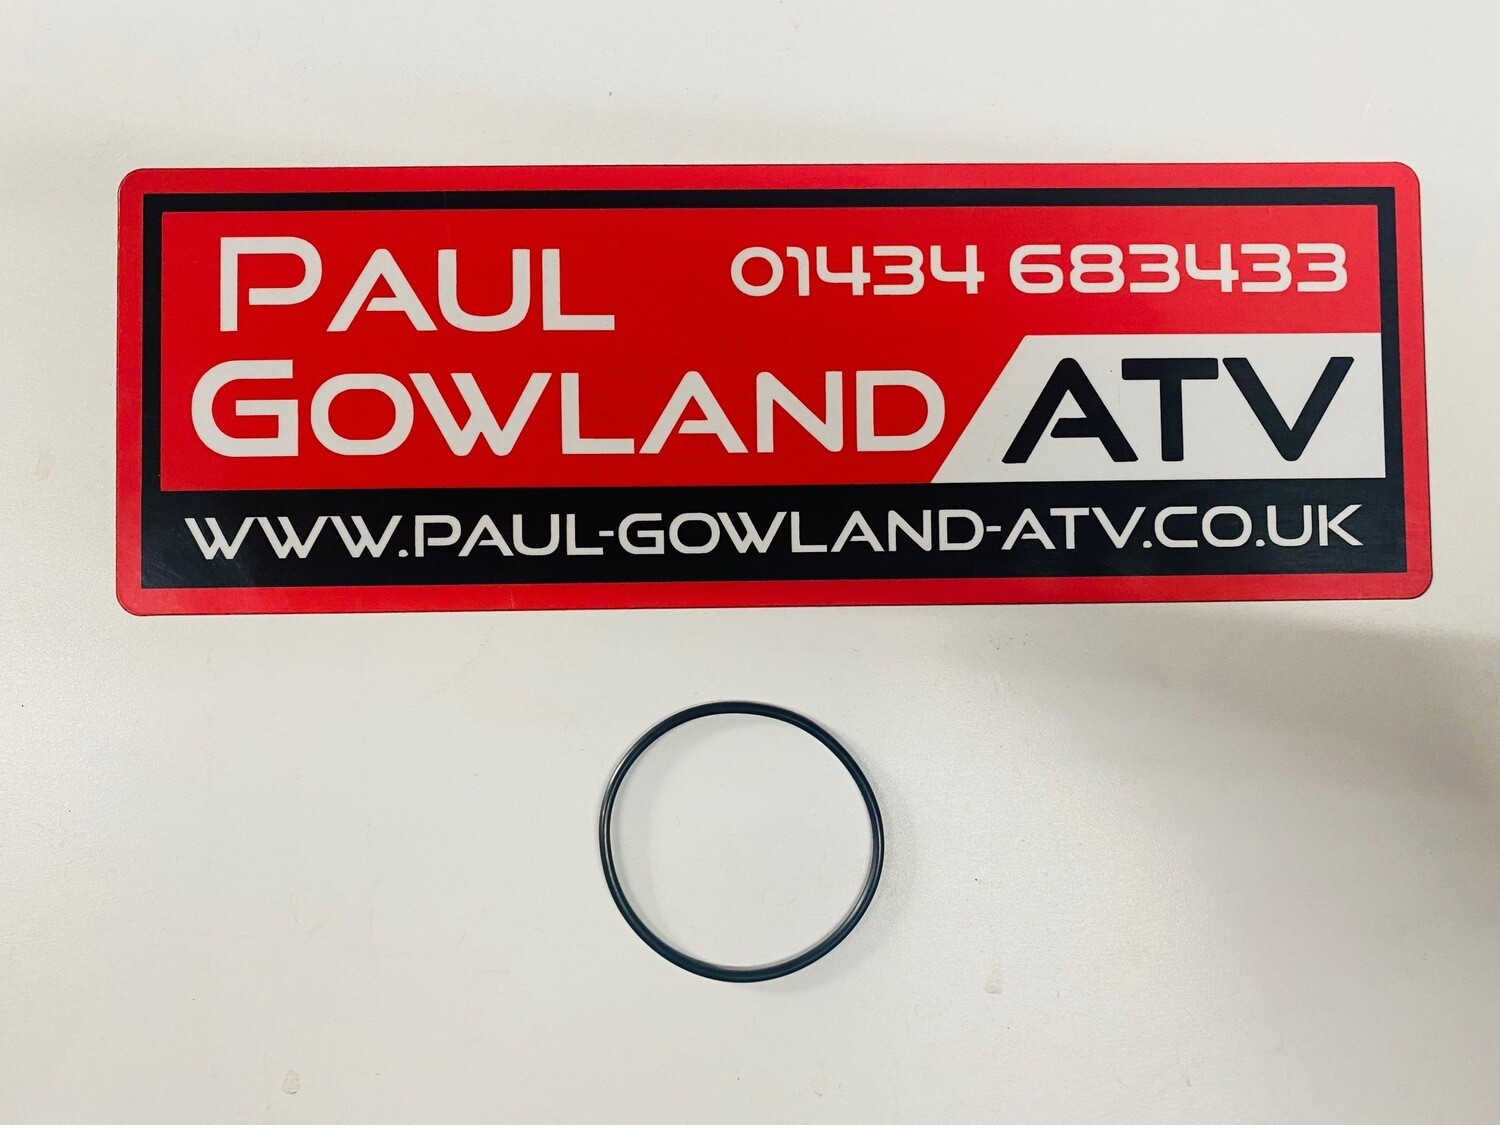 PAUL
01434 683433
GOWLAND ATV
WWW.PAUL-GOWLAND-ATV.CO.UK